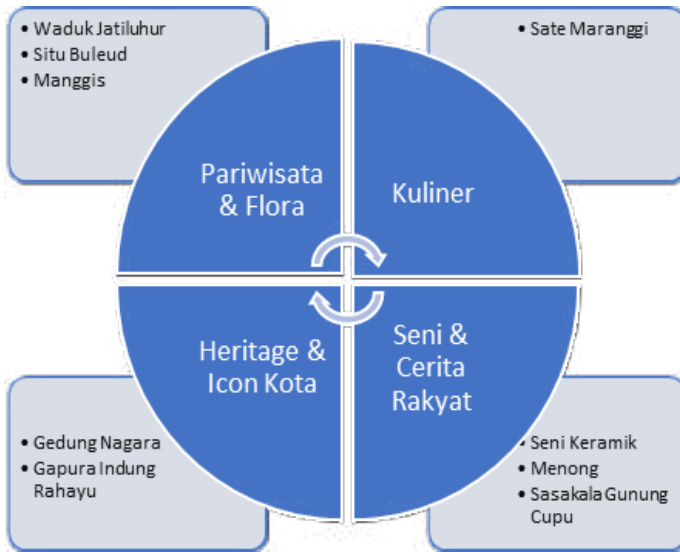 • Waduk Jatiluhur
• Situ Buleud
• Manggis
• Sate Maranggi
Pariwisata
& Flora
Kuliner
Heritage &
Icon Kota
Seni &
Cerita
Rakyat
• Gedung Nagara
• Gapura Indung
Rahayu
• Seni Keramik
• Menong
• Sasakala Gunung
Cupu